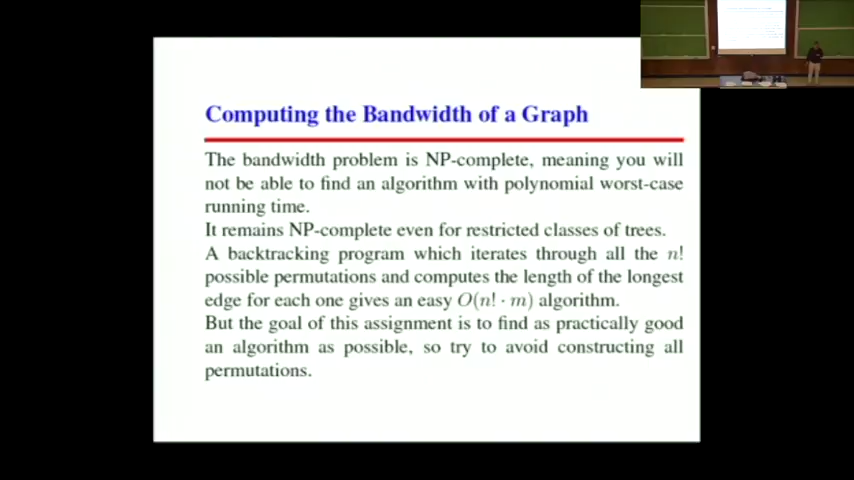 Computing the Bandwidth of a Graph
The bandwidth problem is NP-complete, meaning you will
not be able to find an algorithm with polynomial worst-case
running time.
It remains NP-complete even for restricted classes of trees.
A backtracking program which iterates through all the n!
possible permutations and computes the length of the longest
edge for each one gives an easy O(n! · m) algorithm.
But the goal of this assignment is to find as practically good
an algorithm as possible, so try to avoid constructing all
permutations.